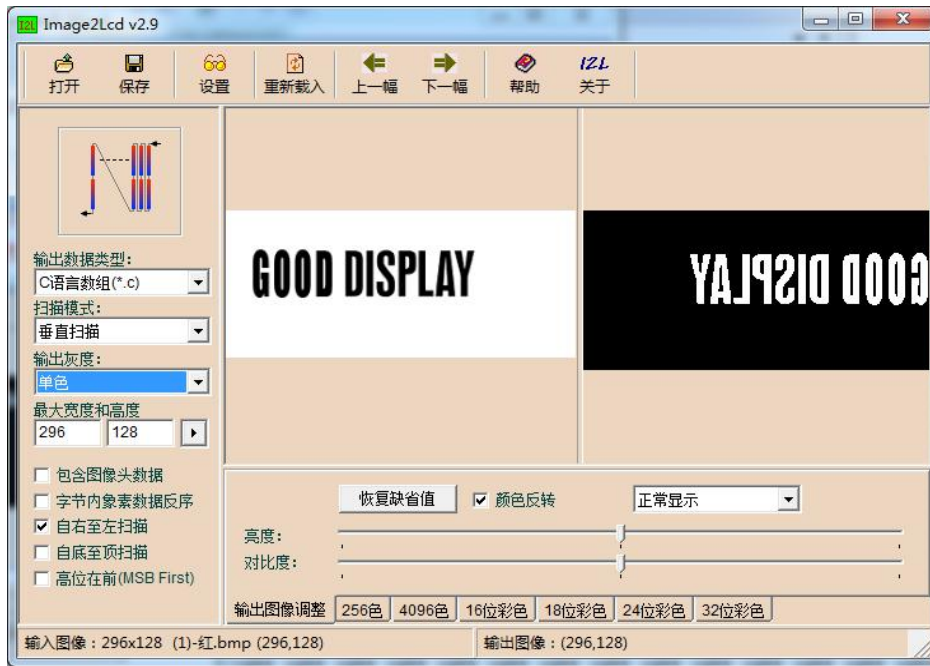 Image2Lcd v2.9
打开 保存 设置 重新载入 上一幅 下一幅 帮助 I2L 关于
输出数据类型:
C语言数组(*.c)
扫描模式:
垂直扫描
输出灰度:
单色
最大宽度和高度
296 128
包含图像头数据
字节内象素数据反序
自右至左扫描
自底至顶扫描
高位在前(MSB First)
GOOD DISPLAY
GOOD DISPLAY
恢复缺省值 颜色反转 正常显示
亮度:
对比度:
输出图像调整 256色 4096色 16位彩色 18位彩色 24位彩色 32位彩色
输入图像:296x128 (1)-红.bmp (296,128) 输出图像:(296,128)